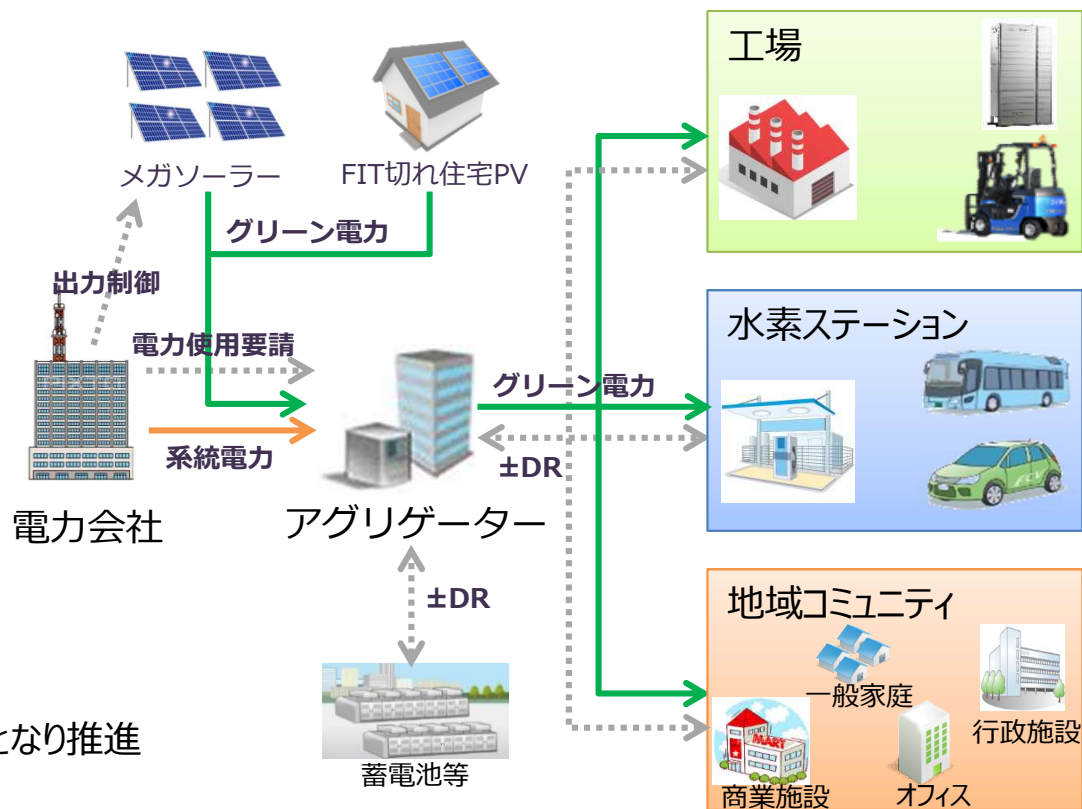 工場
メガソーラー
FIT切れ住宅PV
グリーン電力
出力制御
水素ステーション
電力使用要請
グリーン電力
系統電力
±DR
電力会社
アグリゲーター
±DR
地域コミュニティ
一般家庭
MART
行政施設
となり推進
蓄電池等
商業施設
オフィス